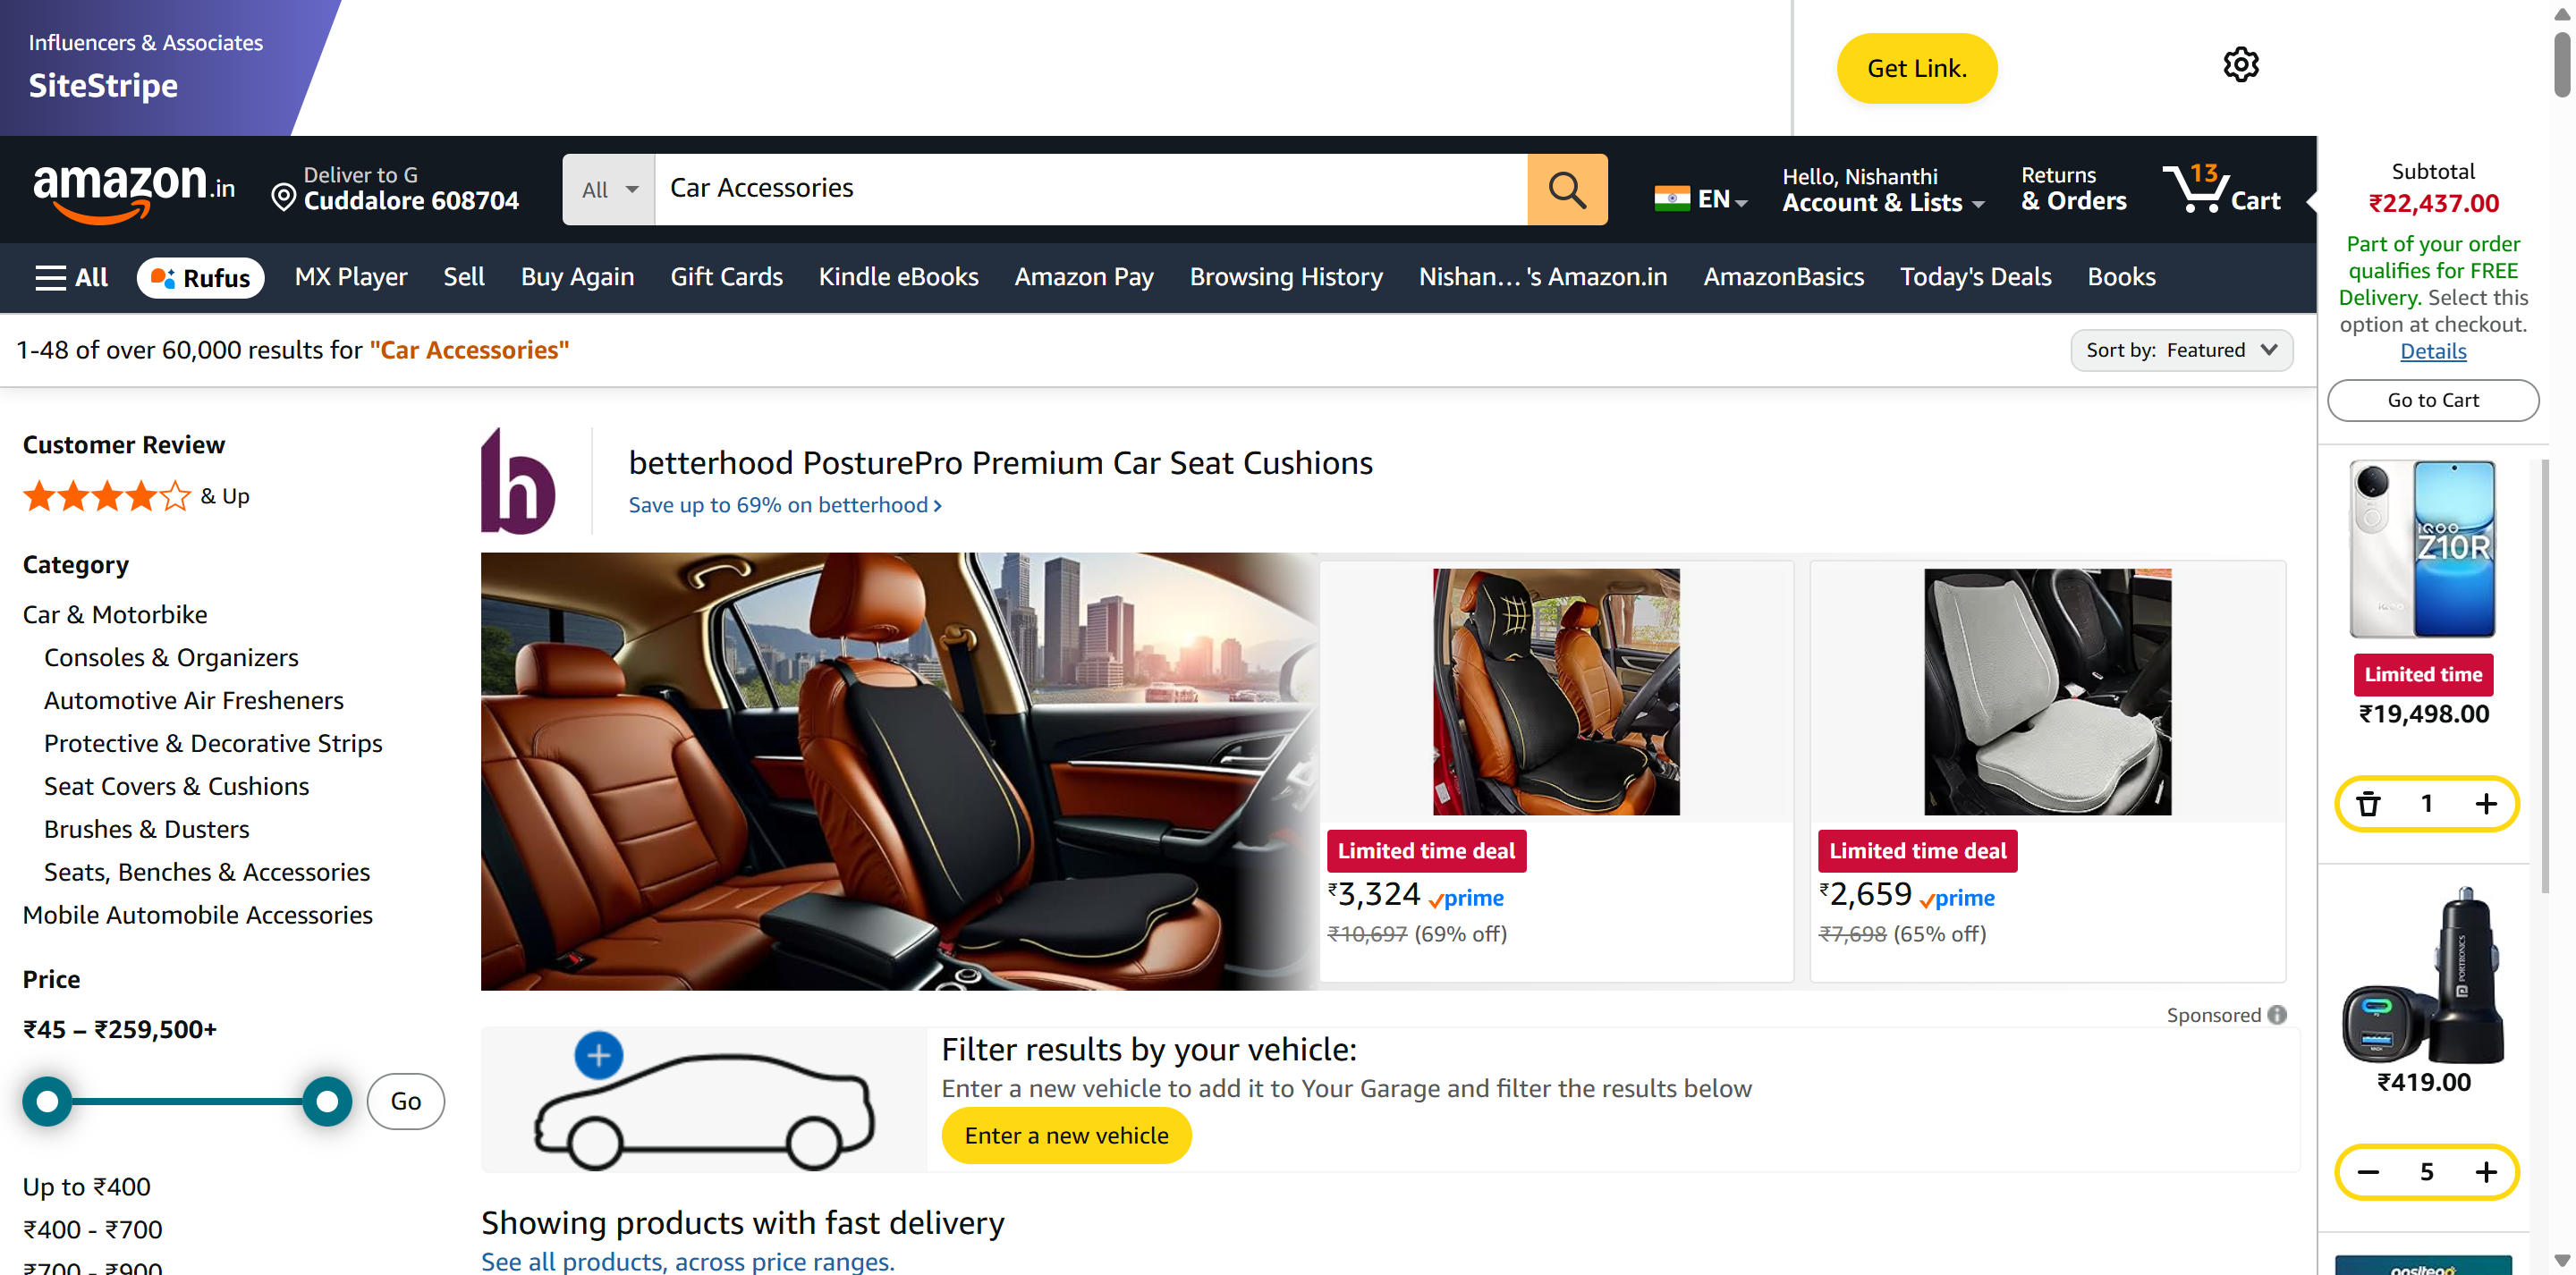 Influencers & Associates
SiteStripe
Get Link.
amazon.in
Deliver to G
Cuddalore 608704
All
Car Accessories
EN
Hello, Nishanthi
Account & Lists
Returns
& Orders
13
Cart
Subtotal
₹22,437.00
Part of your order
qualifies for FREE
Delivery. Select this
option at checkout.
Details
Go to Cart
All
Rufus
MX Player
Sell
Buy Again
Gift Cards
Kindle eBooks
Amazon Pay
Browsing History
Nishan... 's Amazon.in
AmazonBasics
Today's Deals
Books
1-48 of over 60,000 results for "Car Accessories"
Sort by: Featured
Customer Review
& Up
Category
Car & Motorbike
Consoles & Organizers
Automotive Air Fresheners
Protective & Decorative Strips
Seat Covers & Cushions
Brushes & Dusters
Seats, Benches & Accessories
Mobile Automobile Accessories
Price
₹45 – ₹259,500+
Go
Up to ₹400
₹400 - ₹700
₹700 - ₹900
h
betterhood PosturePro Premium Car Seat Cushions
Save up to 69% on betterhood
Limited time deal
₹3,324 prime
₹10,697 (69% off)
Limited time deal
₹2,659 prime
₹7,698 (65% off)
Sponsored
Filter results by your vehicle:
Enter a new vehicle to add it to Your Garage and filter the results below
Enter a new vehicle
Showing products with fast delivery
See all products, across price ranges.
iQOO
Z10R
Limited time
₹19,498.00
1
PORTRONICS
₹419.00
5